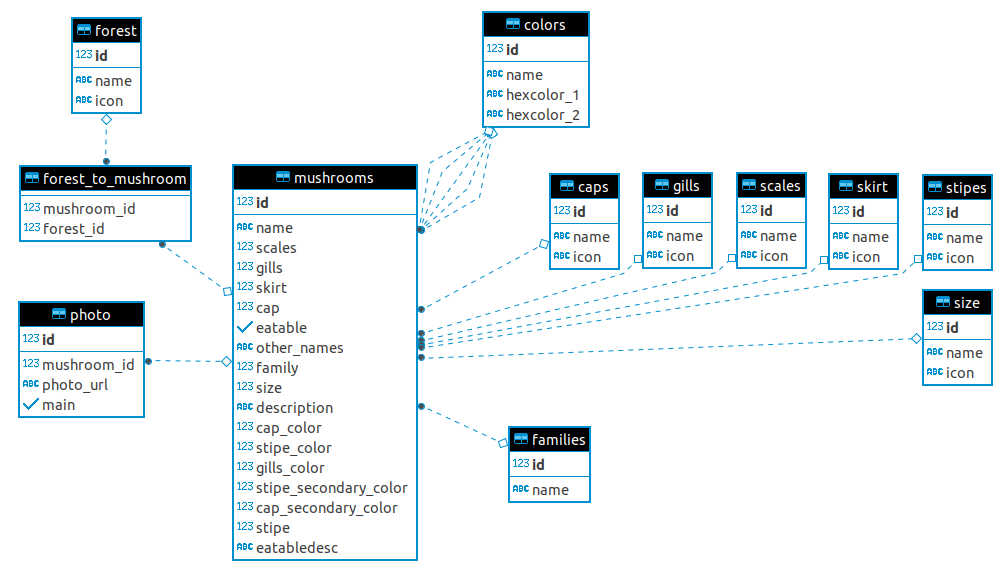 forest
123 id
ABC name
ABC icon
colors
123 id
ABC name
ABC hexcolor_1
ABC hexcolor_2
forest_to_mushroom
123 mushroom_id
123 forest_id
mushrooms
123 id
ABC name
123 scales
123 gills
123 skirt
123 cap
eatable
ABC other_names
123 family
123 size
ABC description
123 cap_color
123 stipe_color
123 gills_color
123 stipe_secondary_color
123 cap_secondary_color
123 stipe
ABC eatabledesc
caps
123 id
ABC name
ABC icon
gills
123 id
ABC name
ABC icon
scales
123 id
ABC name
ABC icon
skirt
123 id
ABC name
ABC icon
stipes
123 id
ABC name
ABC icon
photo
123 id
123 mushroom_id
ABC photo_url
main
size
123 id
ABC name
ABC icon
families
123 id
ABC name